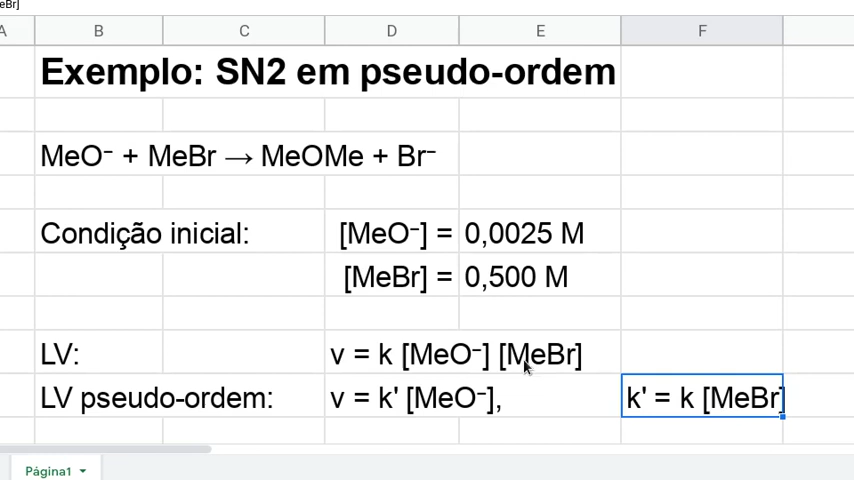 eBr]
A B C D E F
Exemplo: SN2 em pseudo-ordem
MeO⁻ + MeBr → MeOMe + Br⁻
Condição inicial: [MeO⁻] = 0,0025 M
[MeBr] = 0,500 M
LV: v = k [MeO⁻] [MeBr]
LV pseudo-ordem: v = k' [MeO⁻], k' = k [MeBr]
Página1